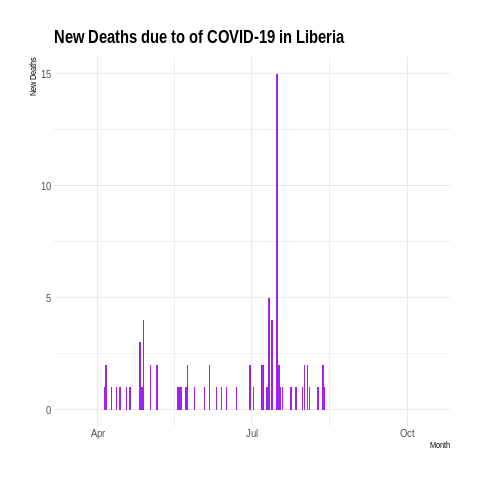 New Deaths due to of COVID-19 in Liberia
New Deaths
15
10
5
0
Apr
Jul
Oct
Month